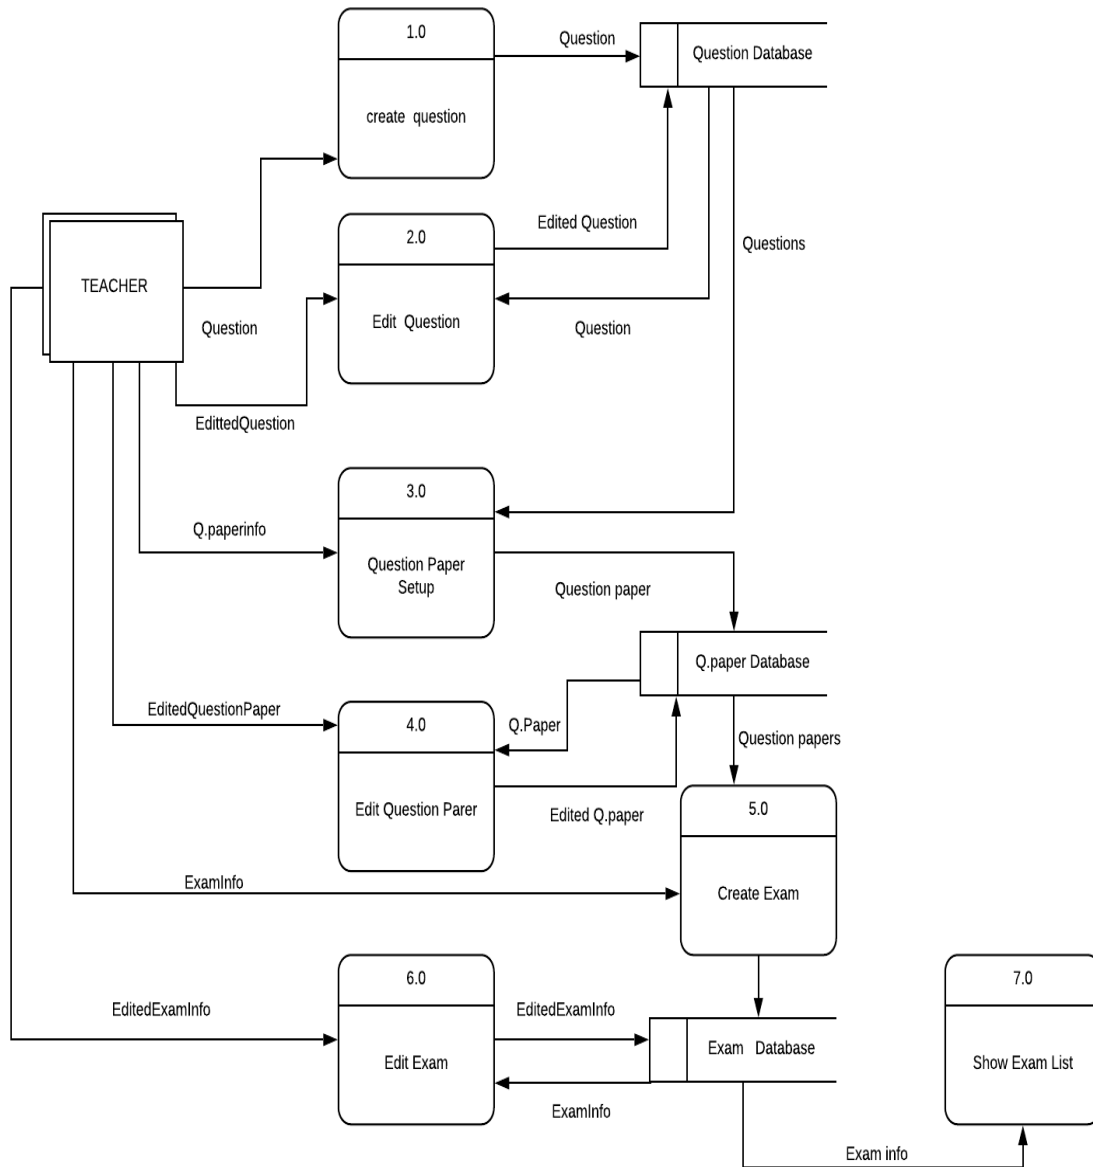 1.0
Question
Question Database
create  question
2.0
Edited Question
Questions
TEACHER
Edit  Question
Question
Question
EdittedQuestion
3.0
Q.paperinfo
Question Paper
Setup
Question paper
Q.paper Database
EditedQuestionPaper
4.0
Q.Paper
Question papers
Edit Question Parer
Edited Q.paper
5.0
ExamInfo
Create Exam
6.0
7.0
EditedExamInfo
EditedExamInfo
Edit Exam
Exam   Database
Show Exam List
ExamInfo
Exam info